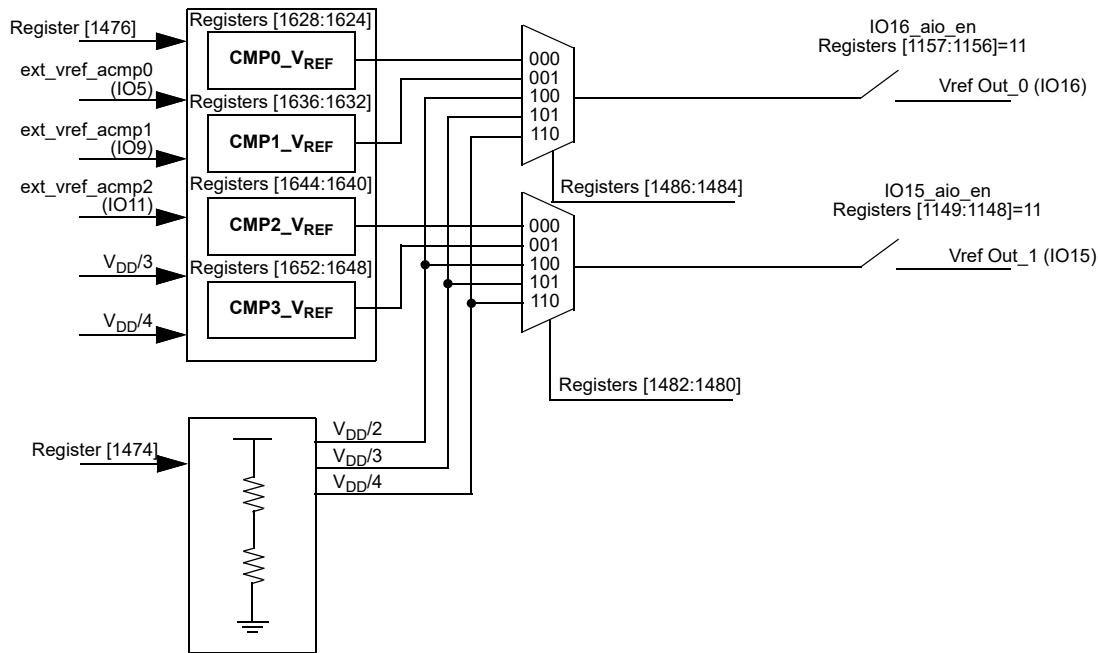 Register [1476]
ext_vref_acmp0
(IO5)
ext_vref_acmp1
(IO9)
ext_vref_acmp2
(IO11)
VDD/3
VDD/4
Registers [1628:1624]
CMP0_VREF
Registers [1636:1632]
CMP1_VREF
Registers [1644:1640]
CMP2_VREF
Registers [1652:1648]
CMP3_VREF
000
001
100
101
110
Registers [1486:1484]
IO16_aio_en
Registers [1157:1156]=11
Vref Out_0 (IO16)
000
001
100
101
110
Registers [1482:1480]
IO15_aio_en
Registers [1149:1148]=11
Vref Out_1 (IO15)
Register [1474]
VDD/2
VDD/3
VDD/4